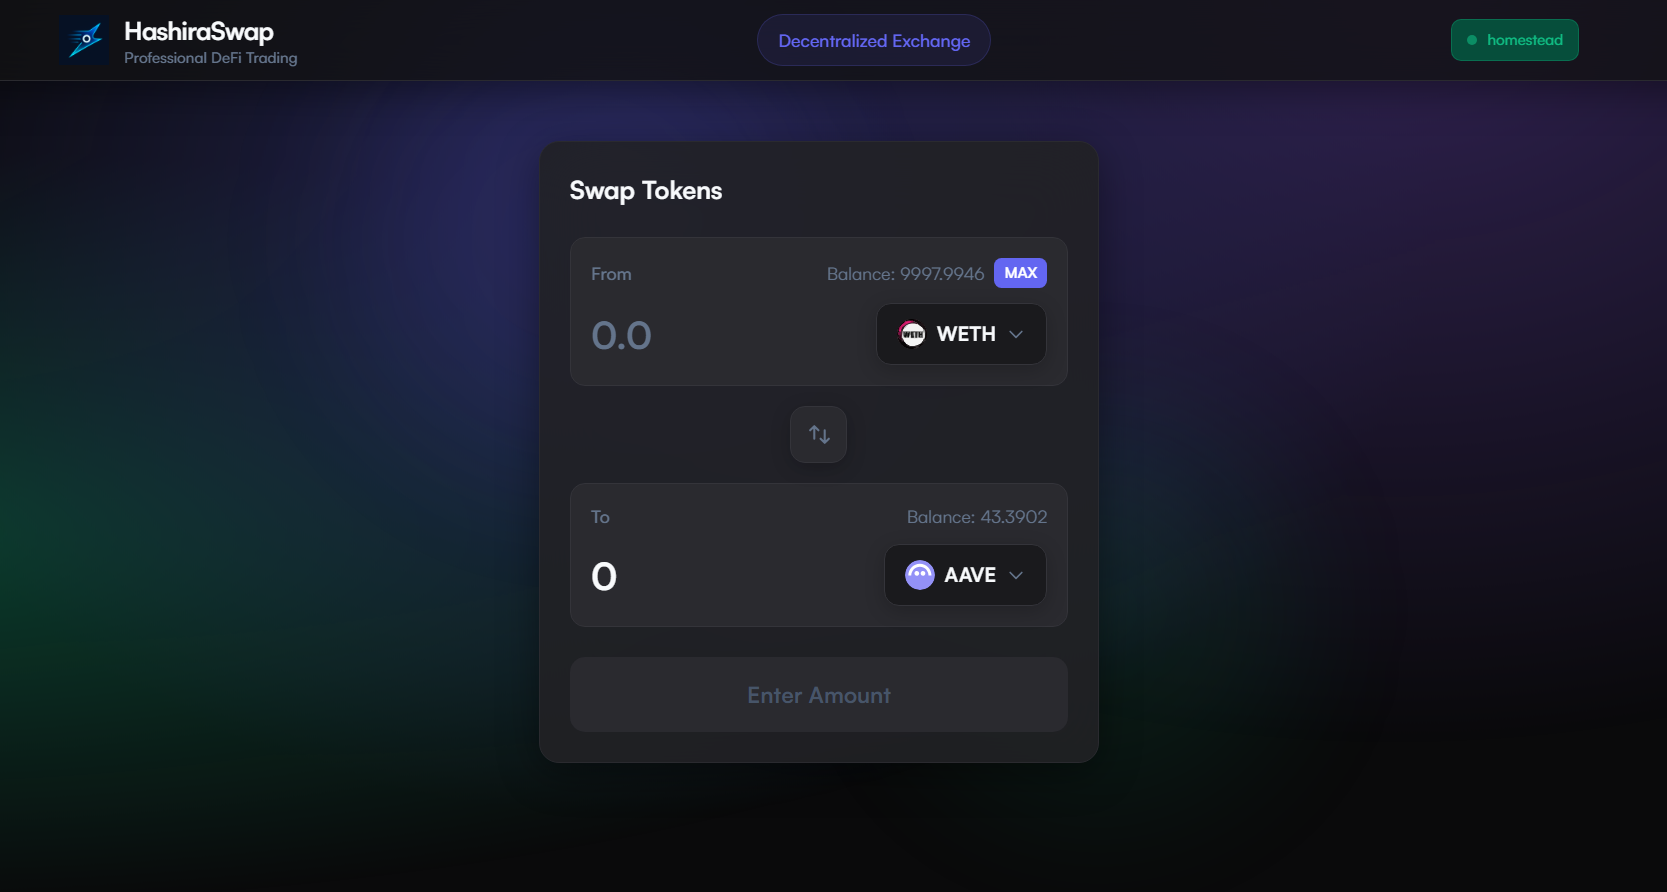 HashiraSwap
Professional DeFi Trading
Decentralized Exchange
homestead
Swap Tokens
From
Balance: 9997.9946
MAX
0.0
WETH
WETH
To
Balance: 43.3902
0
AAVE
Enter Amount